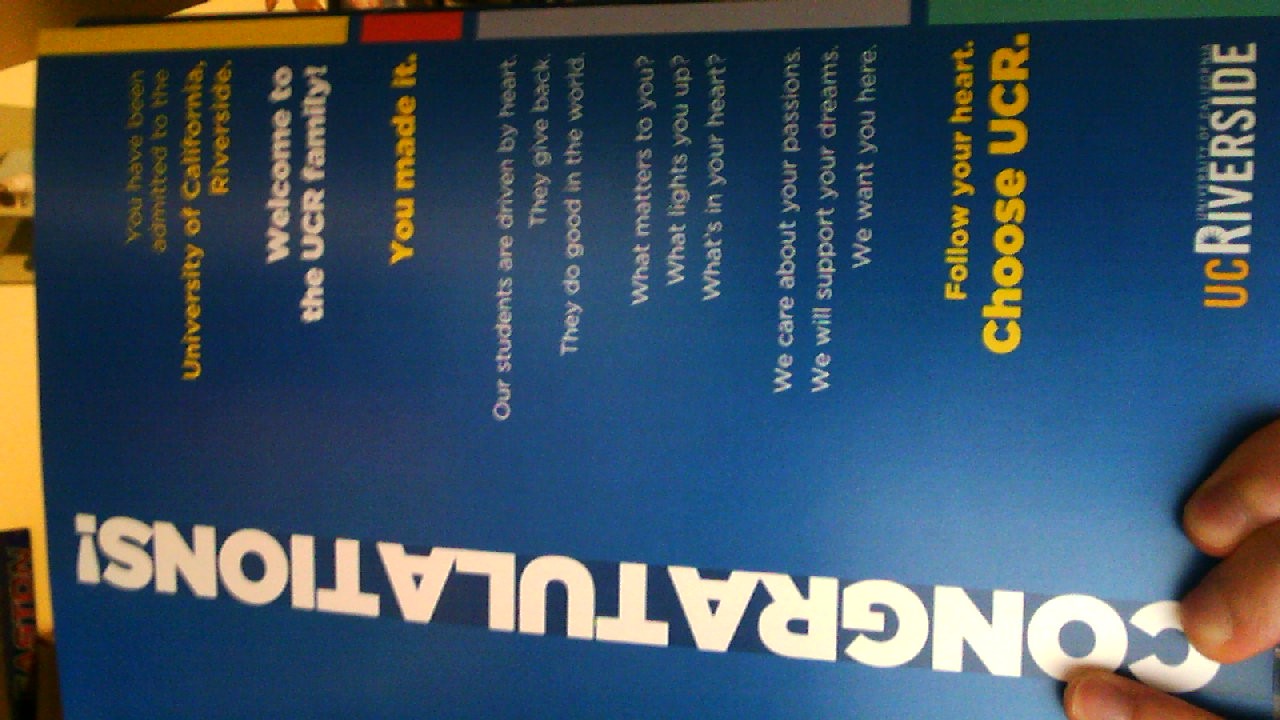 CONGRATULATIONS!
You have been
admitted to the
University of California,
Riverside.
Welcome to
the UCR family!
You made it.
Our students are driven by heart.
They give back.
They do good in the world.
What matters to you?
What lights you up?
What's in your heart?
We care about your passions.
We will support your dreams.
We want you here.
Follow your heart.
Choose UCR.
UNIVERSITY OF CALIFORNIA
UCRIVERSIDE
EASTON